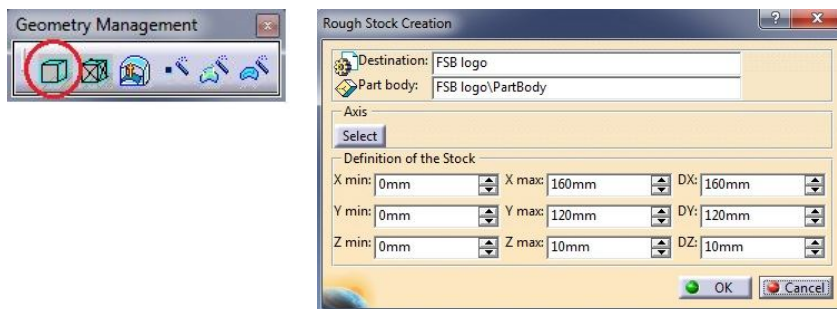 Geometry Management
Rough Stock Creation
Destination: FSB logo
Part body: FSB logo\PartBody
Axis
Select
Definition of the Stock
X min: 0mm X max: 160mm DX: 160mm
Y min: 0mm Y max: 120mm DY: 120mm
Z min: 0mm Z max: 10mm DZ: 10mm
OK Cancel